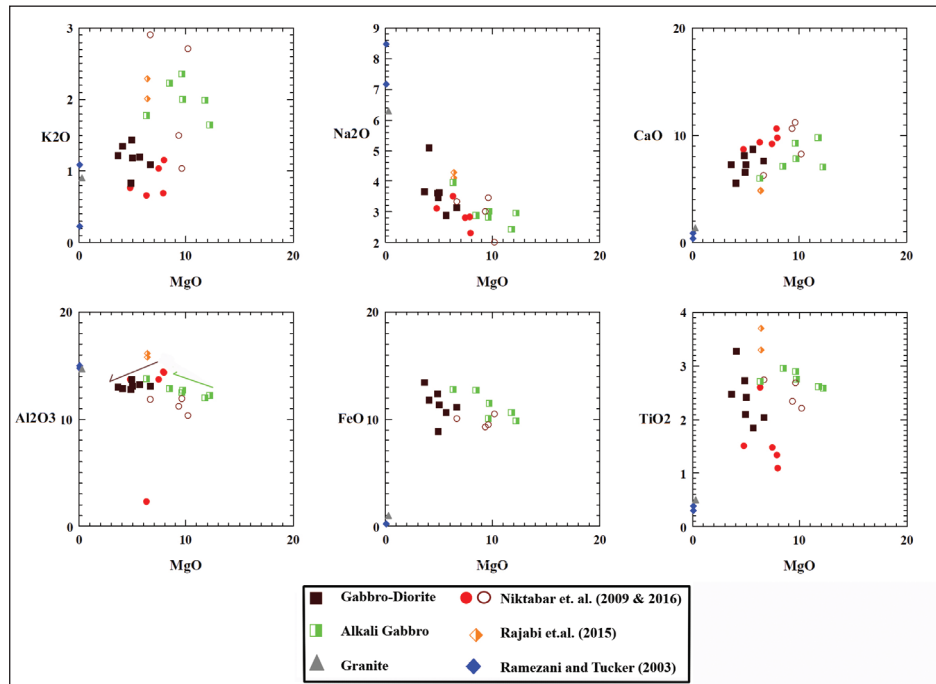 3
2
K2O
1
0
0 10 20
MgO
9
8
7
6
Na2O
5
4
3
2
0 10 20
MgO
20
CaO
10
0
0 10 20
MgO
20
Al2O3
10
0
0 10 20
MgO
20
FeO
10
0
0 10 20
MgO
4
3
TiO2
2
1
0
0 10 20
MgO
Gabbro-Diorite
Niktabar et. al. (2009 & 2016)
Alkali Gabbro
Rajabi et.al. (2015)
Granite
Ramezani and Tucker (2003)